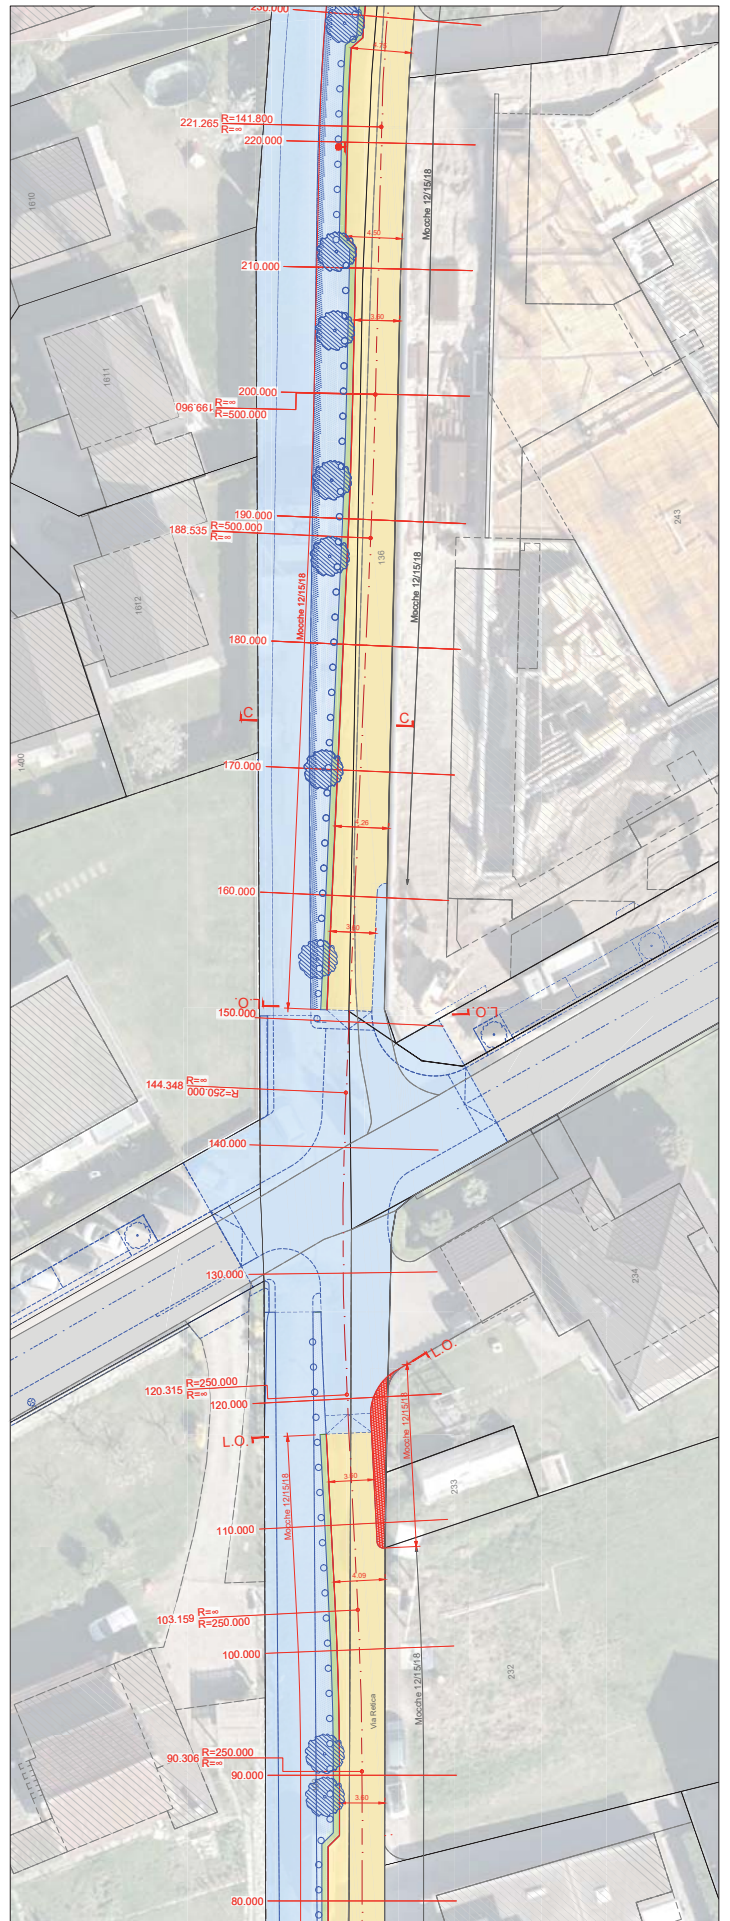 230.000
4.76
221.265 R=141.800
R=∞
220.000
Mocche 12/15/18
1610
4.50
210.000
3.60
1611
200.000
199.960 R=∞
R=500.000
243
190.000
188.535 R=500.000
R=∞
136
Mocche 12/15/18
Mocche 12/15/18
1612
180.000
C
C
1400
170.000
4.26
160.000
3.60
L.O.
L.O.
150.000
144.348 R=∞
R=250.000
140.000
130.000
234
L.O.
120.315 R=250.000
R=∞
120.000
Mocche 12/15/18
L.O.
Mocche 12/15/18
3.60
233
110.000
4.09
103.159 R=∞
R=250.000
100.000
Mocche 12/15/18
232
Via Retica
90.306 R=250.000
R=∞
90.000
3.60
80.000